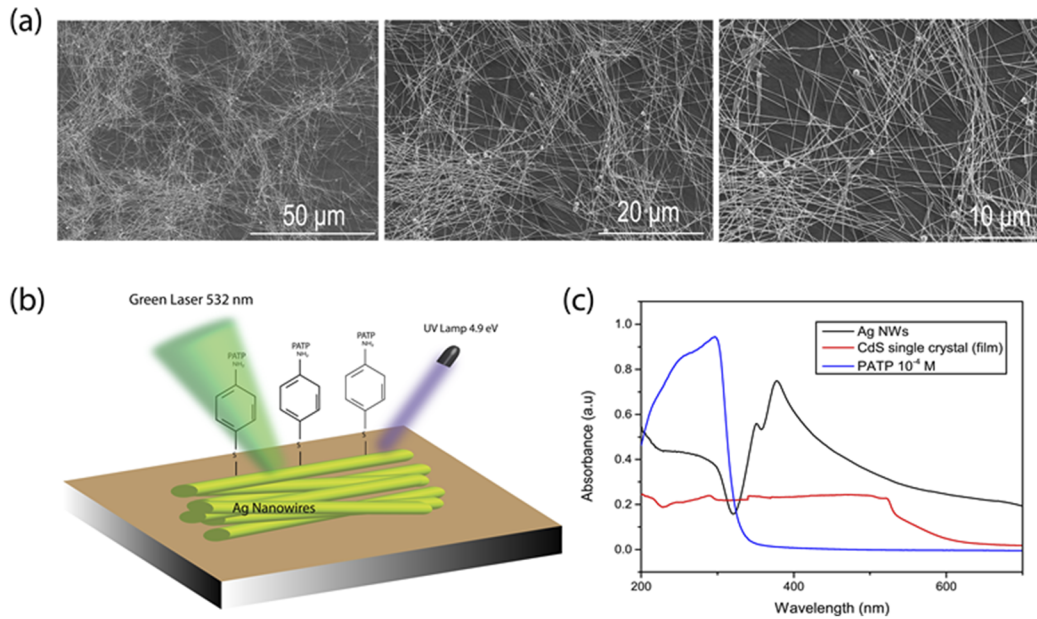 (a)
50 μm
20 μm
10 μm
(b)
Green Laser 532 nm
UV Lamp 4.9 eV
PATP
NH₂
S
PATP
NH₂
S
PATP
NH₂
S
Ag Nanowires
(c)
Absorbance (a.u)
1.0
0.8
0.6
0.4
0.2
0.0
Ag NWs
CdS single crystal (film)
PATP 10⁻⁴ M
200
400
600
Wavelength (nm)